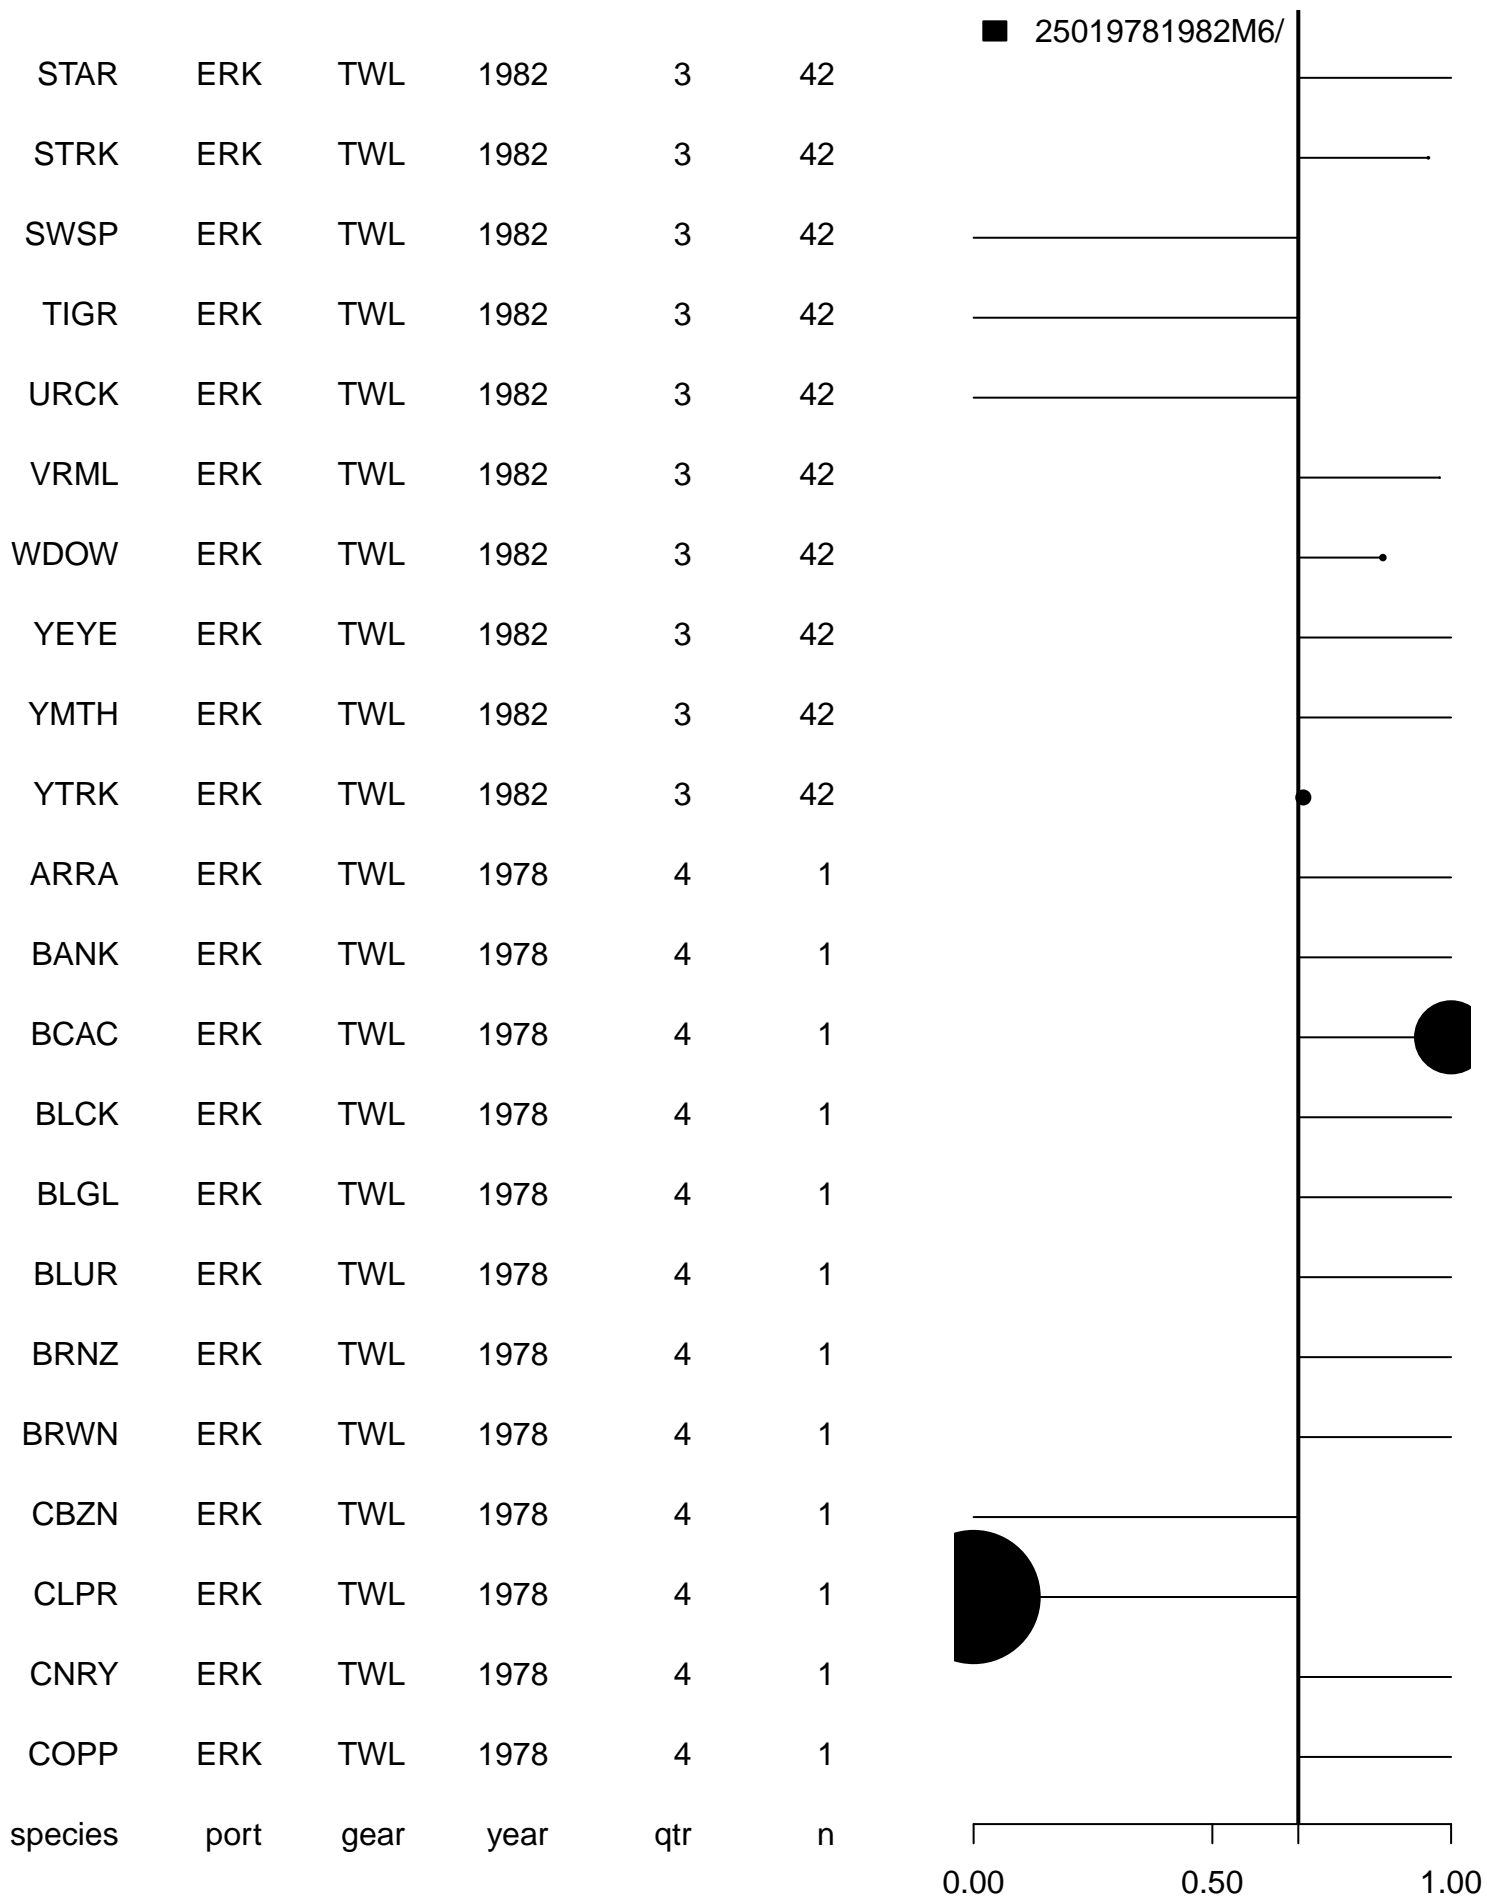 25019781982M6/
STAR ERK TWL 1982 3 42
STRK ERK TWL 1982 3 42
SWSP ERK TWL 1982 3 42
TIGR ERK TWL 1982 3 42
URCK ERK TWL 1982 3 42
VRML ERK TWL 1982 3 42
WDOW ERK TWL 1982 3 42
YEYE ERK TWL 1982 3 42
YMTH ERK TWL 1982 3 42
YTRK ERK TWL 1982 3 42
ARRA ERK TWL 1978 4 1
BANK ERK TWL 1978 4 1
BCAC ERK TWL 1978 4 1
BLCK ERK TWL 1978 4 1
BLGL ERK TWL 1978 4 1
BLUR ERK TWL 1978 4 1
BRNZ ERK TWL 1978 4 1
BRWN ERK TWL 1978 4 1
CBZN ERK TWL 1978 4 1
CLPR ERK TWL 1978 4 1
CNRY ERK TWL 1978 4 1
COPP ERK TWL 1978 4 1
species port gear year qtr n
0.00 0.50 1.00